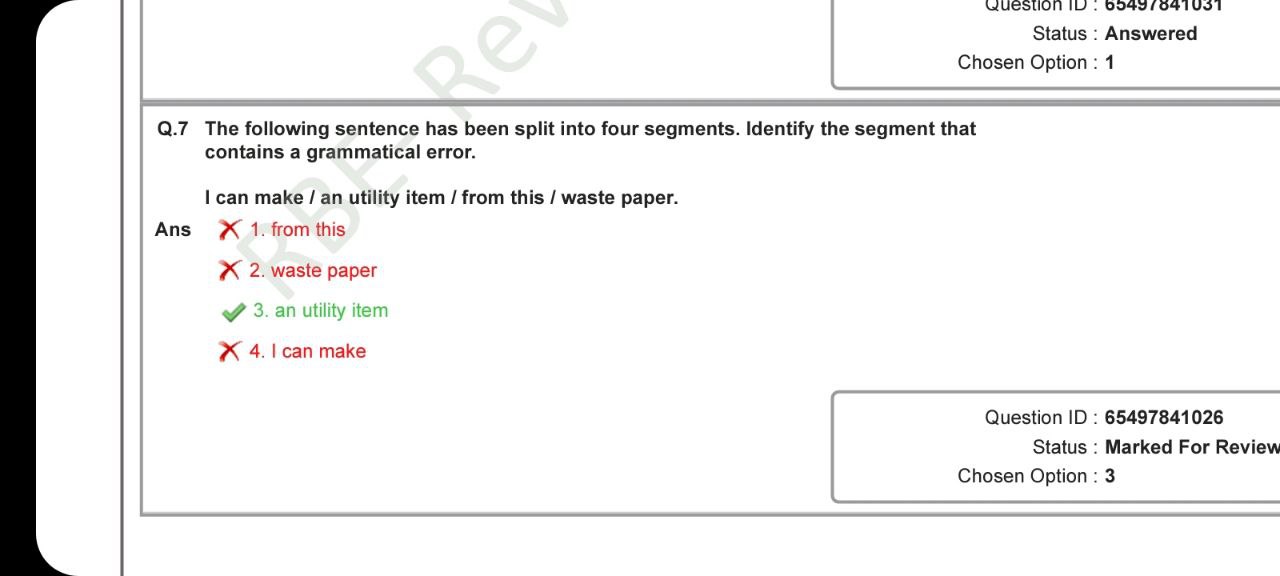 Question ID : 65497841031
Status : Answered
Chosen Option : 1
Q.7 The following sentence has been split into four segments. Identify the segment that
contains a grammatical error.
I can make / an utility item / from this / waste paper.
Ans 1. from this
2. waste paper
3. an utility item
4. I can make
Question ID : 65497841026
Status : Marked For Review
Chosen Option : 3
RBE- Rev